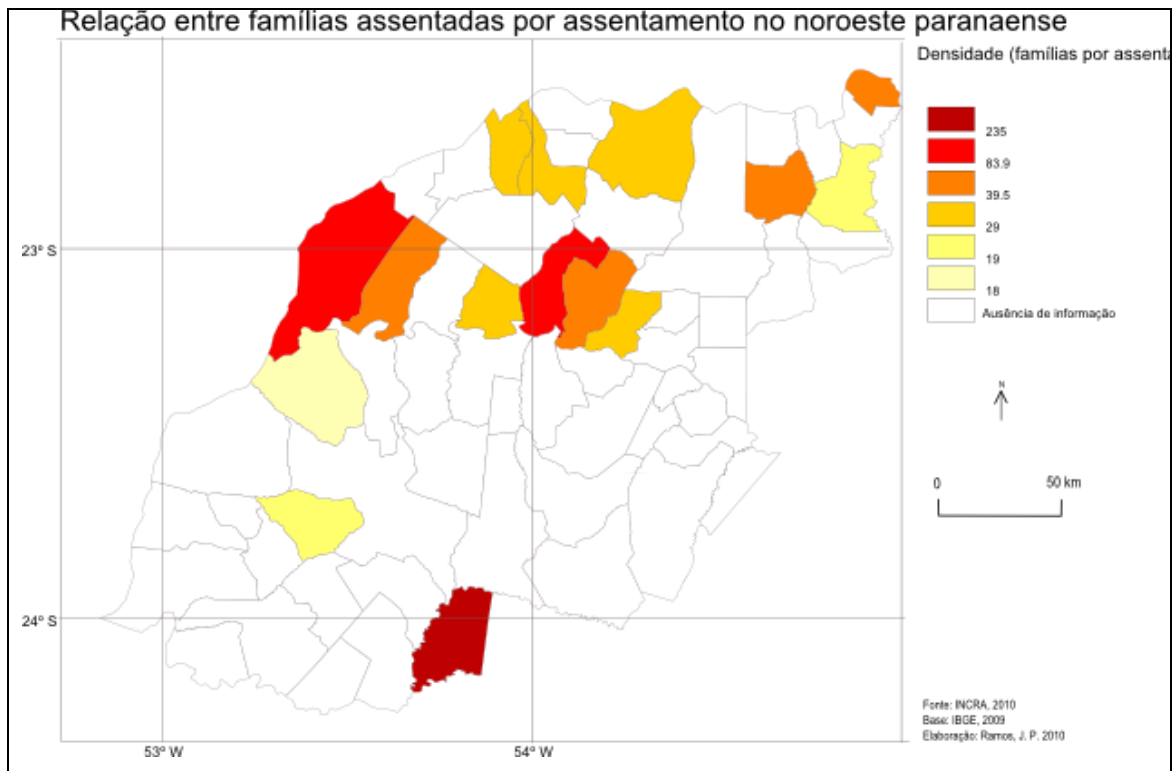 Relação entre famílias assentadas por assentamento no noroeste paranaense
Densidade (famílias por assenta
235
83.9
39.5
29
19
18
Ausência de informação
N
0 50 km
23° S
24° S
53° W 54° W
Fonte: INCRA, 2010
Base: IBGE, 2009
Elaboração: Ramos, J. P. 2010